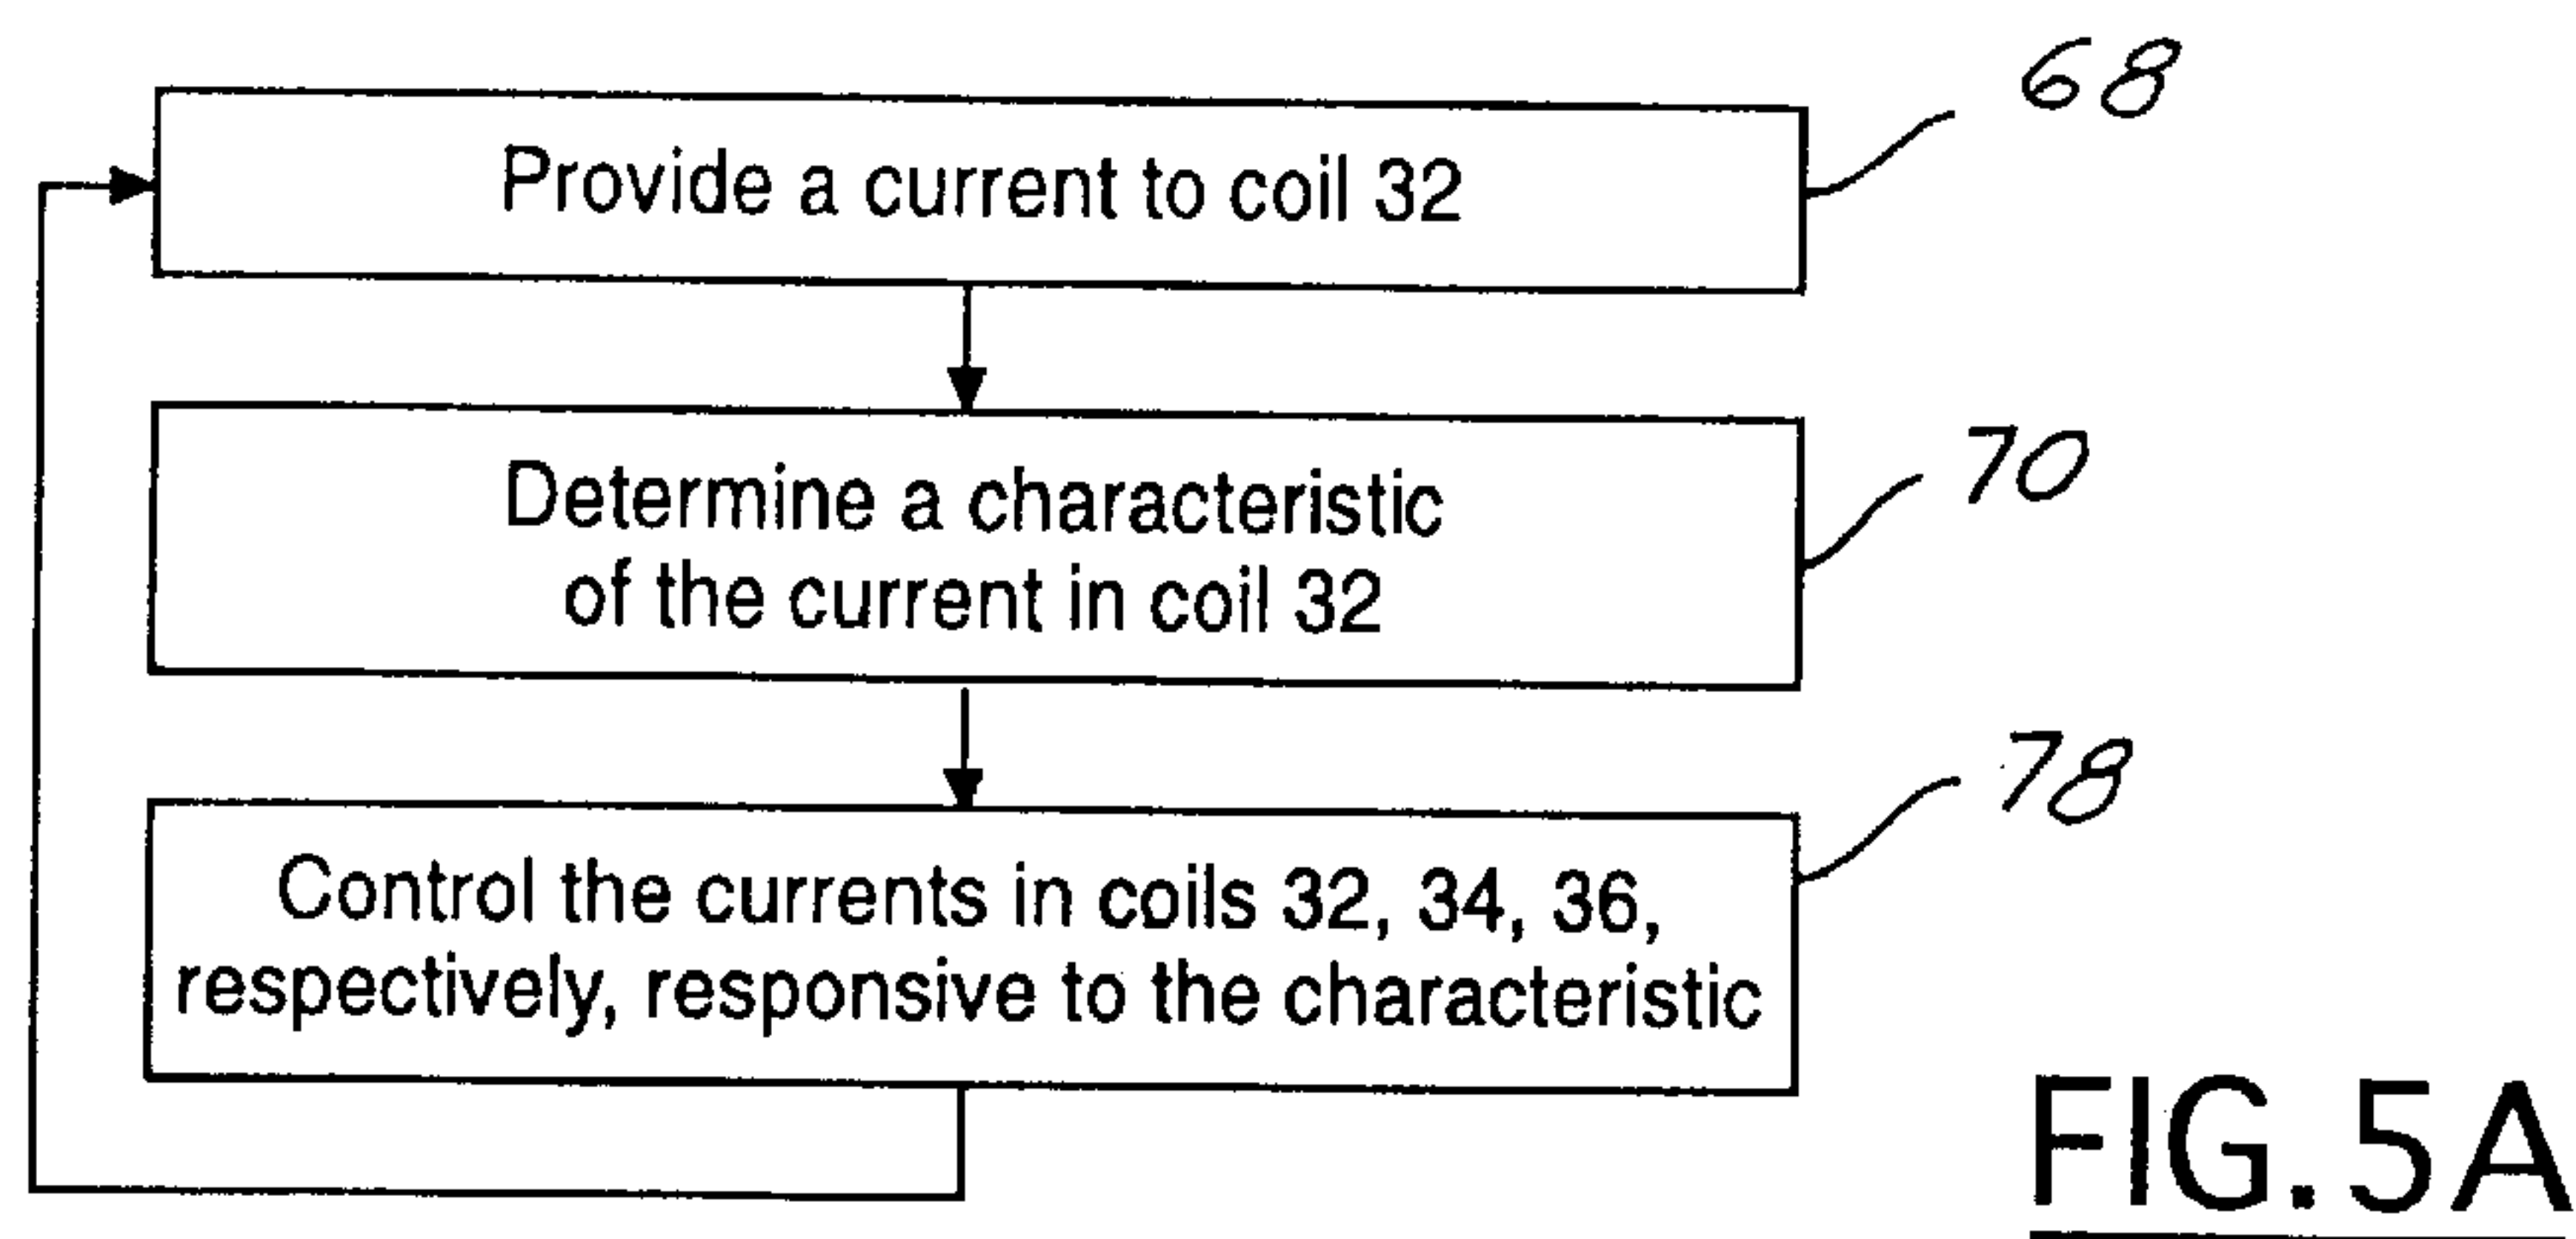 68
Provide a current to coil 32
70
Determine a characteristic
of the current in coil 32
78
Control the currents in coils 32, 34, 36,
respectively, responsive to the characteristic
FIG. 5A